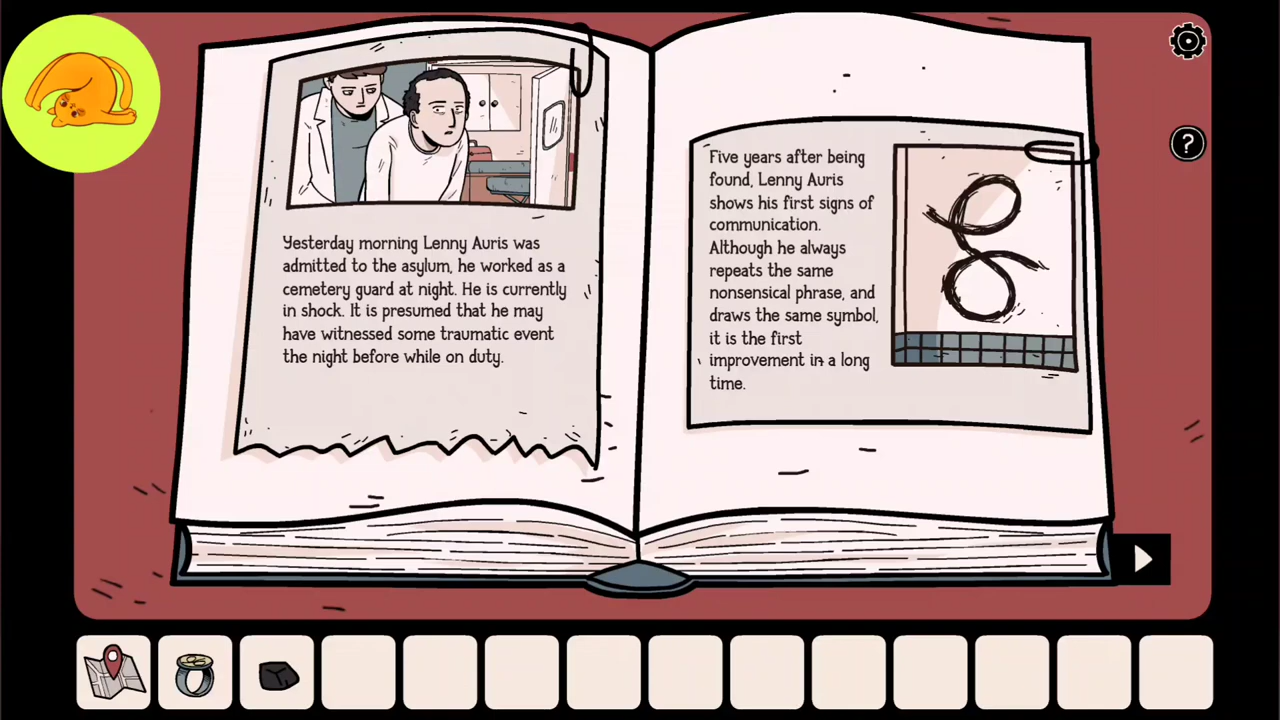 Yesterday morning Lenny Auris was
admitted to the asylum, he worked as a
cemetery guard at night. He is currently
in shock. It is presumed that he may
have witnessed some traumatic event
the night before while on duty.
Five years after being
found, Lenny Auris
shows his first signs of
communication.
Although he always
repeats the same
nonsensical phrase, and
draws the same symbol,
it is the first
improvement in a long
time.
?